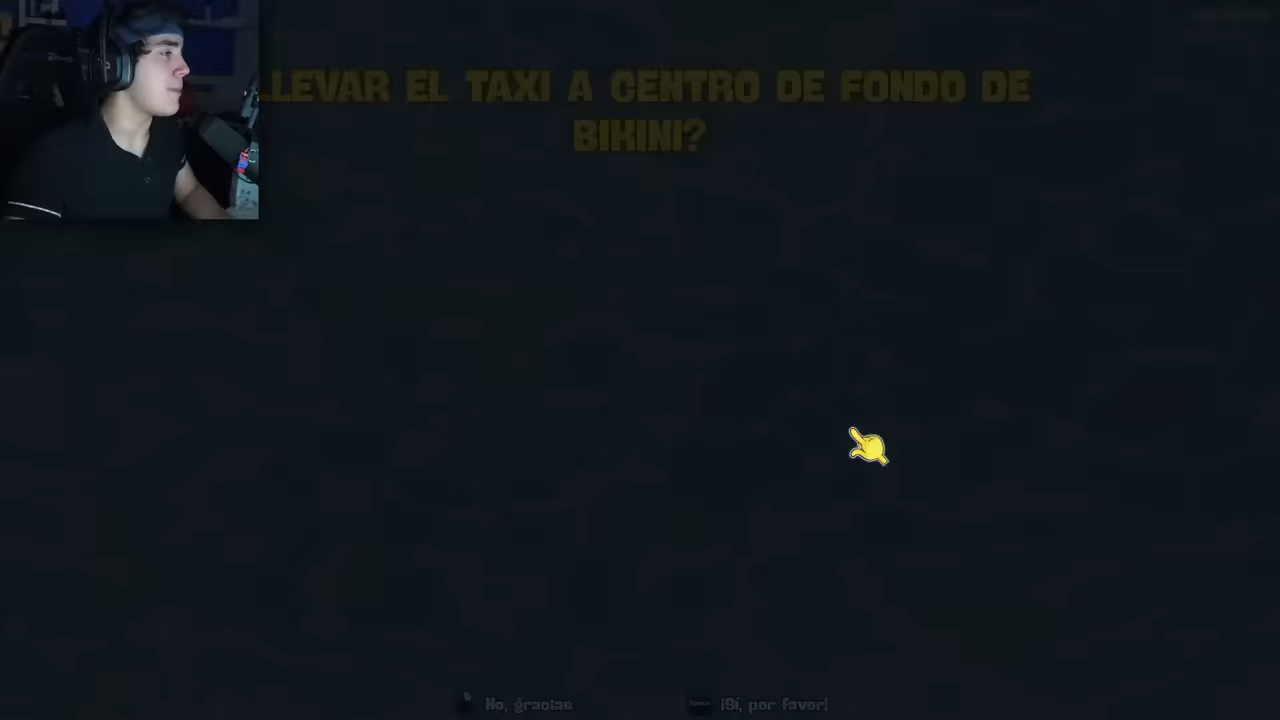 LLEVAR EL TAXI A CENTRO DE FONDO DE
BIKINI?
No, gracias
¡Sí, por favor!